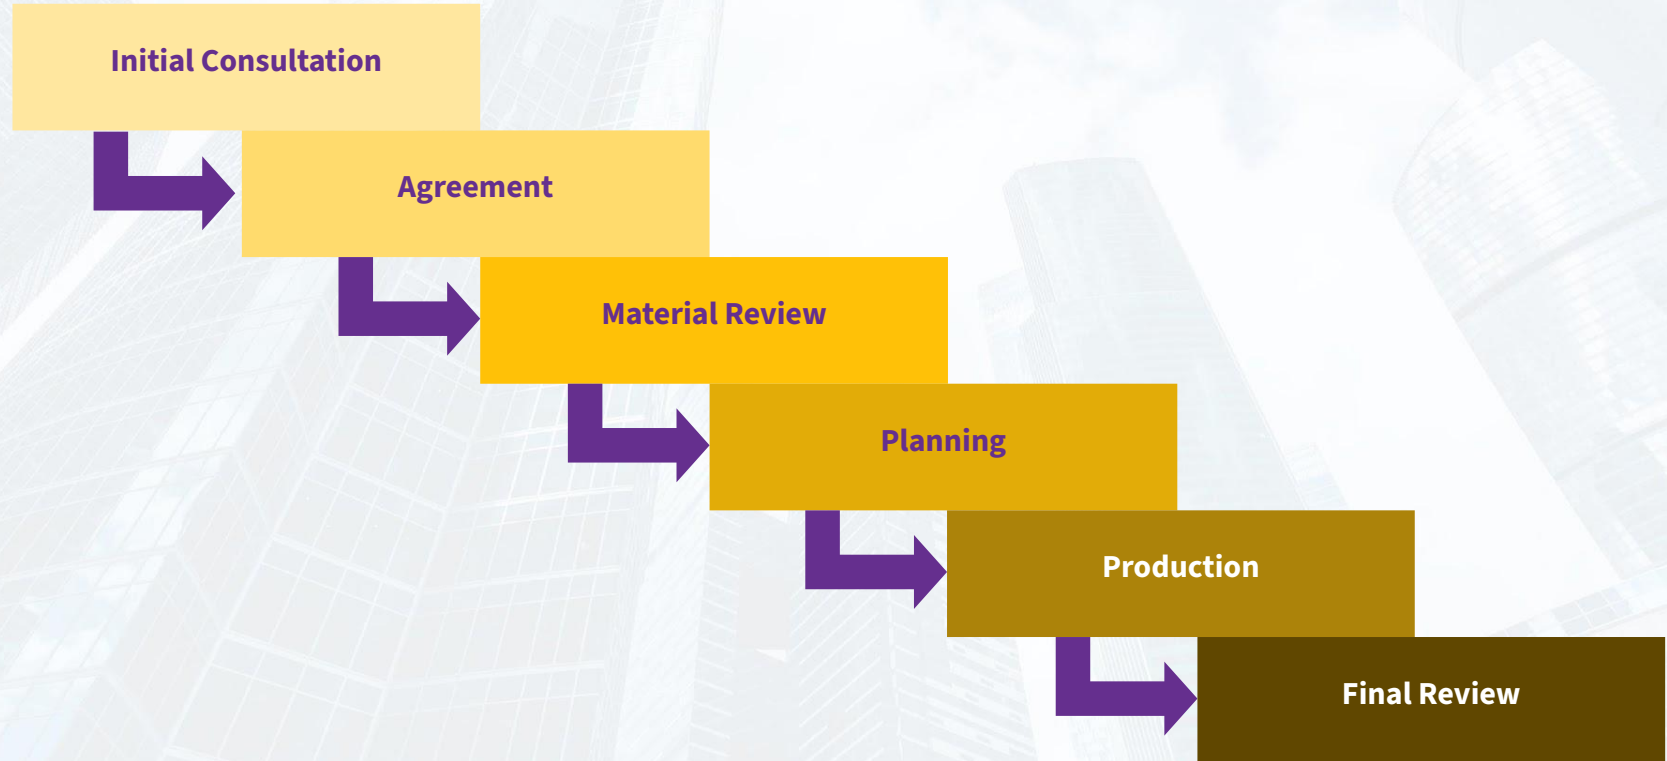 Initial Consultation
Agreement
Material Review
Planning
Production
Final Review